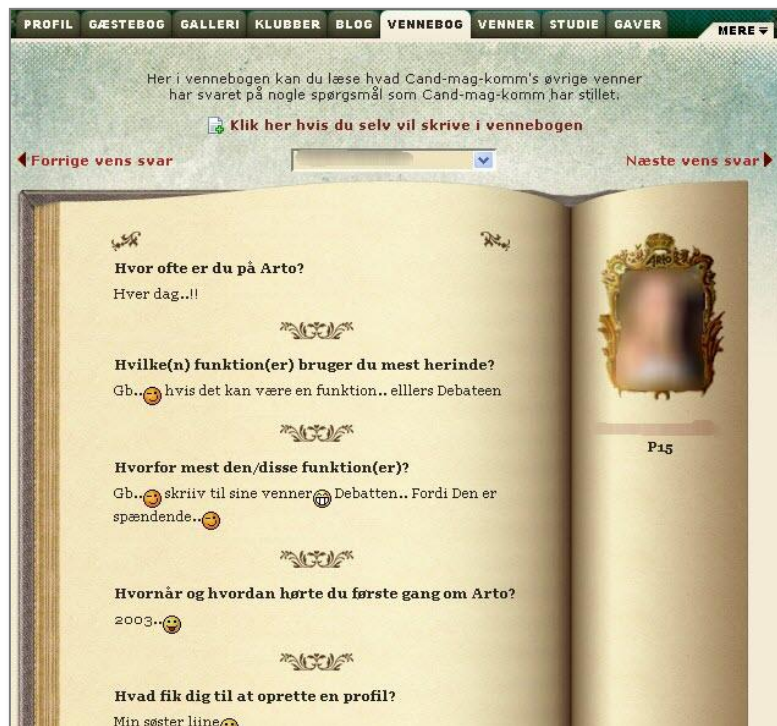 PROFIL GÆSTEBOG GALLERI KLUBBER BLOG VENNEBOG VENNER STUDIE GAVER MERE
Her i vennebogen kan du læse hvad Cand-mag-komm's øvrige venner
har svaret på nogle spørgsmål som Cand-mag-komm har stillet.
Klik her hvis du selv vil skrive i vennebogen
Forrige vens svar
Næste vens svar
Hvor ofte er du på Arto?
Hver dag..!!
Hvilke(n) funktion(er) bruger du mest herinde?
Gb.. hvis det kan være en funktion.. elllers Debateen
Hvorfor mest den/disse funktion(er)?
Gb.. skriiv til sine venner Debatten.. Fordi Den er
spændende..
Hvornår og hvordan hørte du første gang om Arto?
2003..
Hvad fik dig til at oprette en profil?
Min søster liine
ARTO
P15